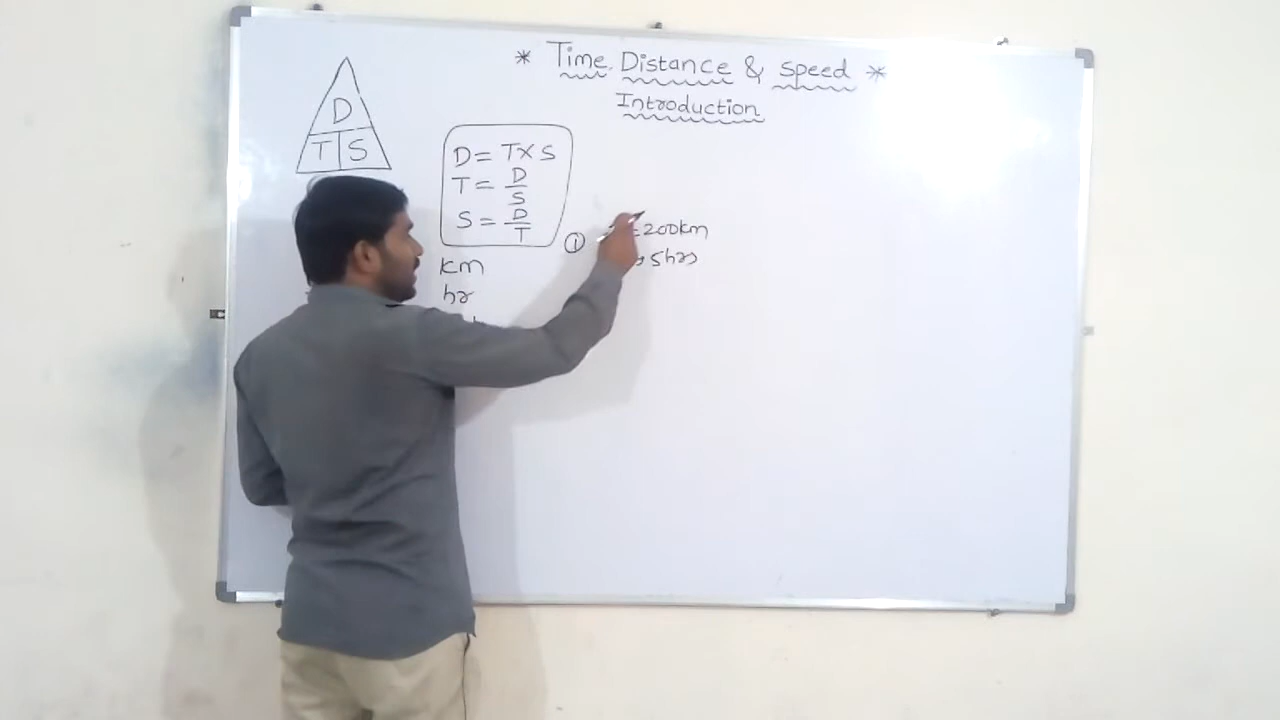 * Time, Distance & speed *
Introduction
D
T S
D = T × S
T = D/S
S = D/T
km
hr
① =200km
5hrs